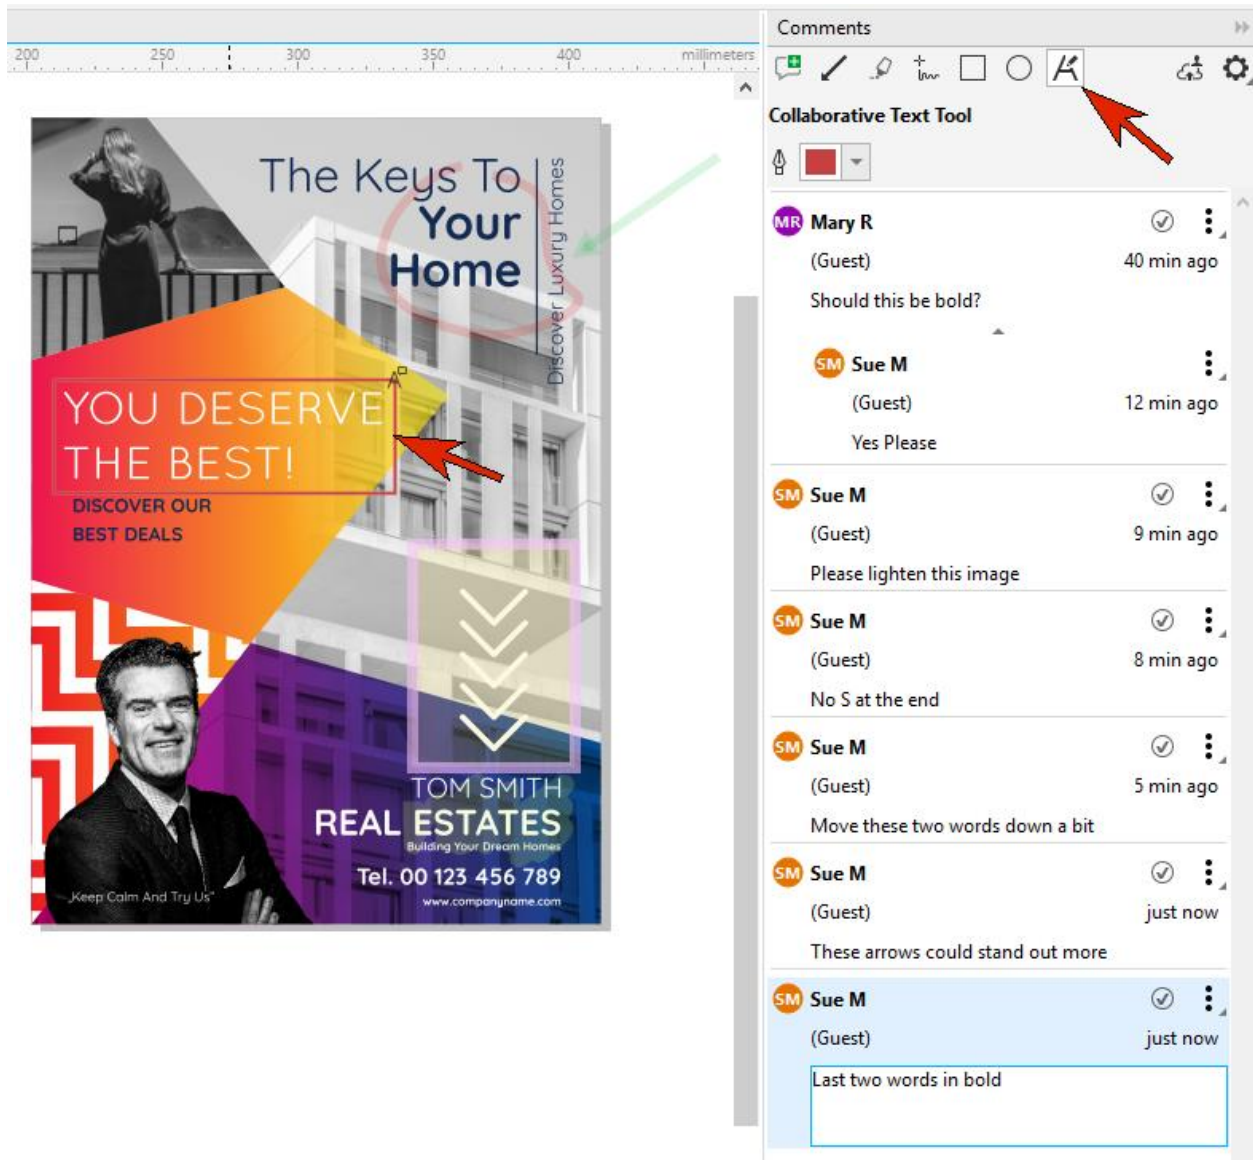 Comments
200 250 300 350 400 millimeters
Collaborative Text Tool
The Keys To
Your
Home
Discover Luxury Homes
YOU DESERVE
THE BEST!
DISCOVER OUR
BEST DEALS
TOM SMITH
REAL ESTATES
Building Your Dream Homes
Tel. 00 123 456 789
www.companyname.com
„Keep Calm And Try Us"
MR Mary R
(Guest) 40 min ago
Should this be bold?
SM Sue M
(Guest) 12 min ago
Yes Please
SM Sue M
(Guest) 9 min ago
Please lighten this image
SM Sue M
(Guest) 8 min ago
No S at the end
SM Sue M
(Guest) 5 min ago
Move these two words down a bit
SM Sue M
(Guest) just now
These arrows could stand out more
SM Sue M
(Guest) just now
Last two words in bold